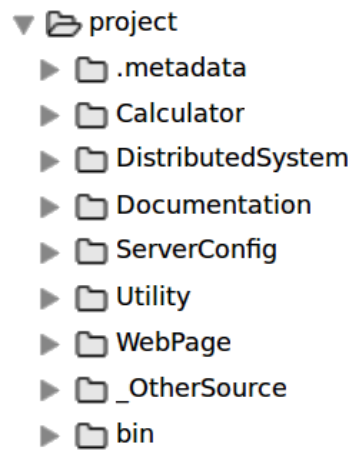 project
.metadata
Calculator
DistributedSystem
Documentation
ServerConfig
Utility
WebPage
_OtherSource
bin